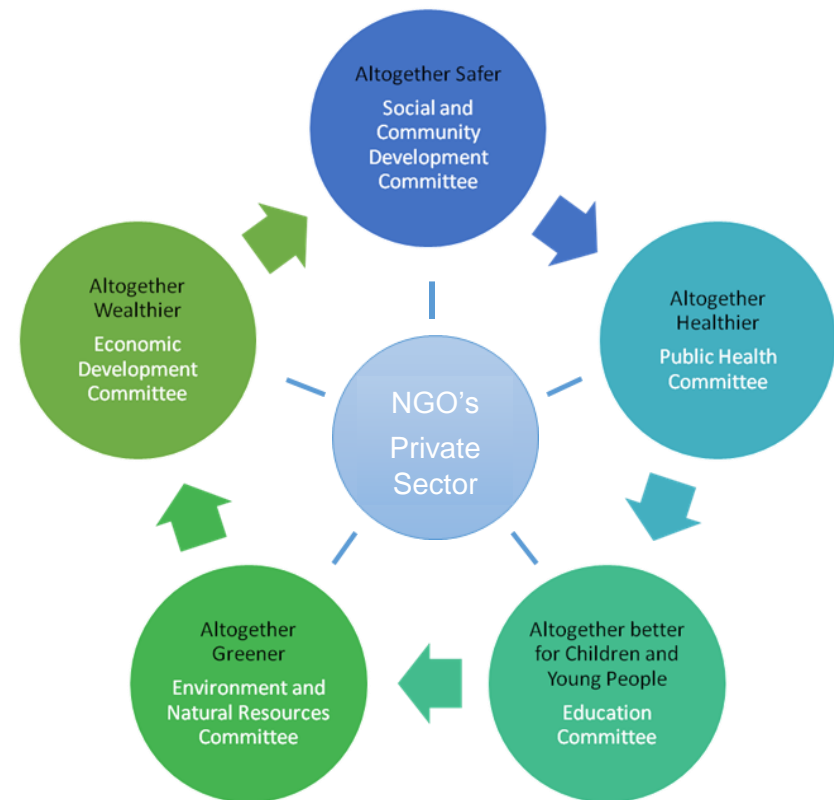 Altogether Safer
Social and
Community
Development
Committee
Altogether
Healthier
Public Health
Committee
Altogether better
for Children and
Young People
Education
Committee
Altogether
Greener
Environment and
Natural Resources
Committee
Altogether
Wealthier
Economic
Development
Committee
NGO’s
Private
Sector